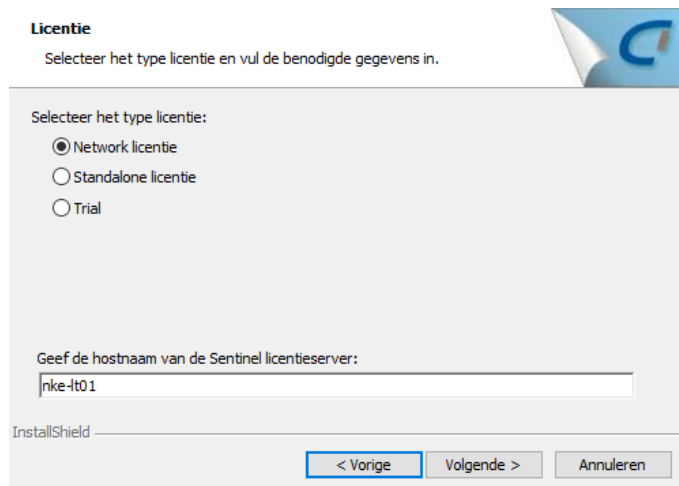 Licentie
Selecteer het type licentie en vul de benodigde gegevens in.
Selecteer het type licentie:
Network licentie
Standalone licentie
Trial
Geef de hostnaam van de Sentinel licentieserver:
nke-lt01
InstallShield
< Vorige
Volgende >
Annuleren